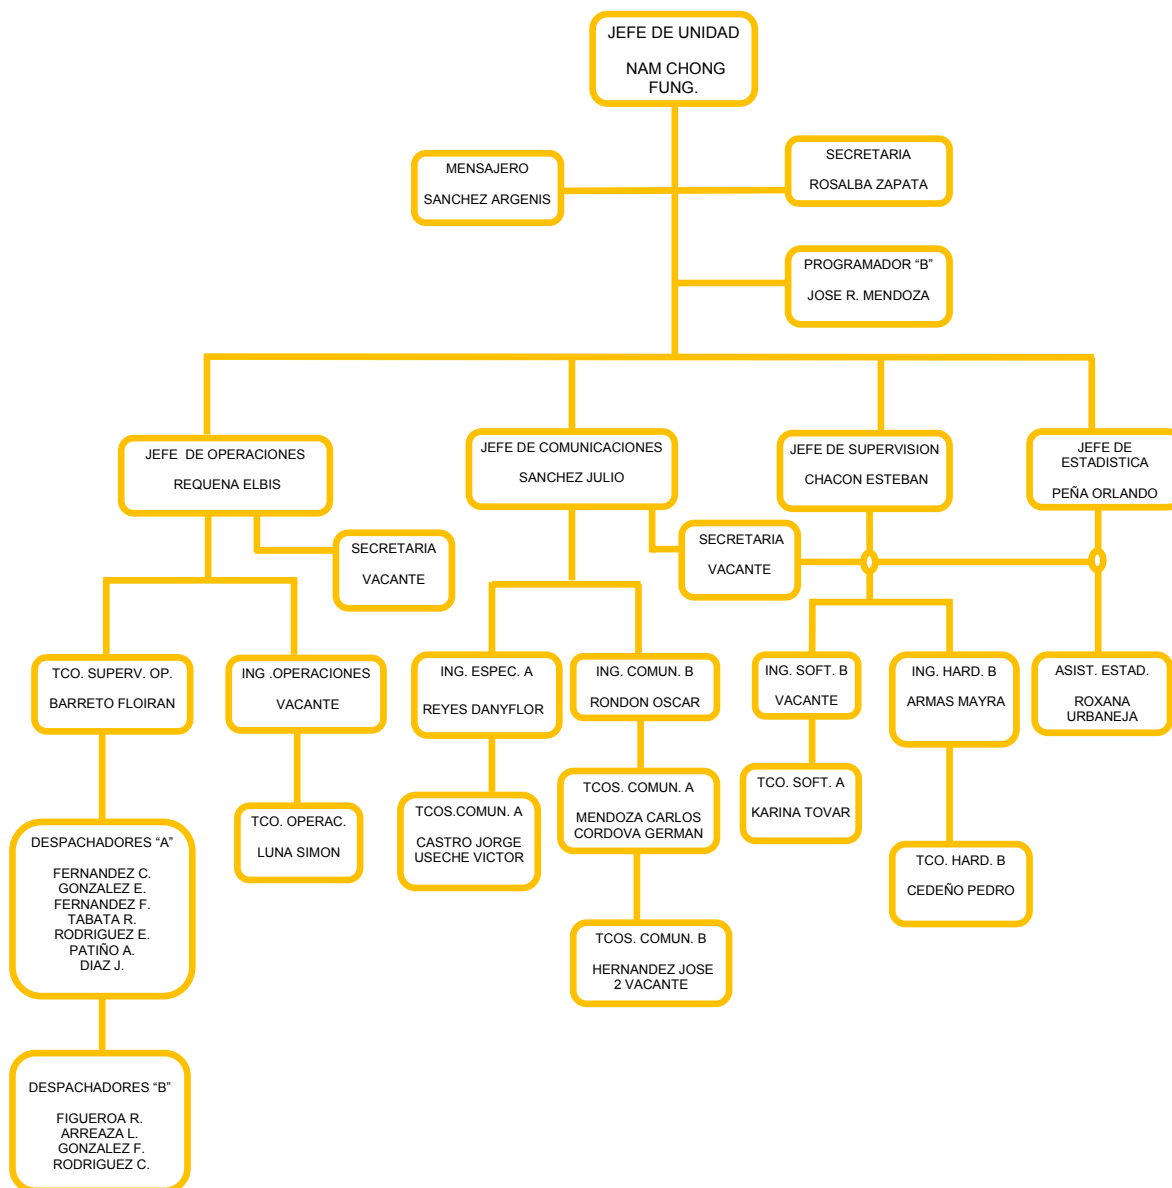 JEFE DE UNIDAD
NAM CHONG
FUNG.
MENSAJERO
SANCHEZ ARGENIS
SECRETARIA
ROSALBA ZAPATA
PROGRAMADOR “B”
JOSE R. MENDOZA
JEFE DE OPERACIONES
REQUENA ELBIS
JEFE DE COMUNICACIONES
SANCHEZ JULIO
JEFE DE SUPERVISION
CHACON ESTEBAN
JEFE DE
ESTADISTICA
PEÑA ORLANDO
SECRETARIA
VACANTE
SECRETARIA
VACANTE
TCO. SUPERV. OP.
BARRETO FLOIRAN
ING .OPERACIONES
VACANTE
ING. ESPEC. A
REYES DANYFLOR
ING. COMUN. B
RONDON OSCAR
ING. SOFT. B
VACANTE
ING. HARD. B
ARMAS MAYRA
ASIST. ESTAD.
ROXANA
URBANEJA
DESPACHADORES “A”
FERNANDEZ C.
GONZALEZ E.
FERNANDEZ F.
TABATA R.
RODRIGUEZ E.
PATIÑO A.
DIAZ J.
TCO. OPERAC.
LUNA SIMON
TCOS.COMUN. A
CASTRO JORGE
USECHE VICTOR
TCOS. COMUN. A
MENDOZA CARLOS
CORDOVA GERMAN
TCO. SOFT. A
KARINA TOVAR
TCO. HARD. B
CEDEÑO PEDRO
TCOS. COMUN. B
HERNANDEZ JOSE
2 VACANTE
DESPACHADORES “B”
FIGUEROA R.
ARREAZA L.
GONZALEZ F.
RODRIGUEZ C.